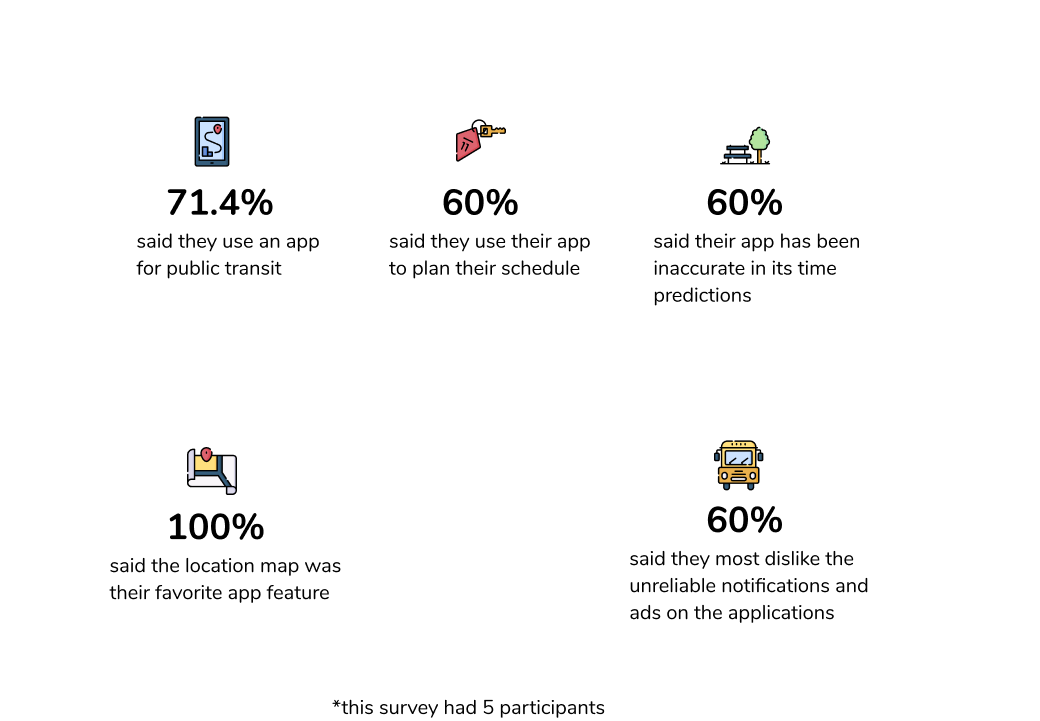 71.4%
said they use an app
for public transit
60%
said they use their app
to plan their schedule
60%
said their app has been
inaccurate in its time
predictions
100%
said the location map was
their favorite app feature
60%
said they most dislike the
unreliable notifications and
ads on the applications
*this survey had 5 participants